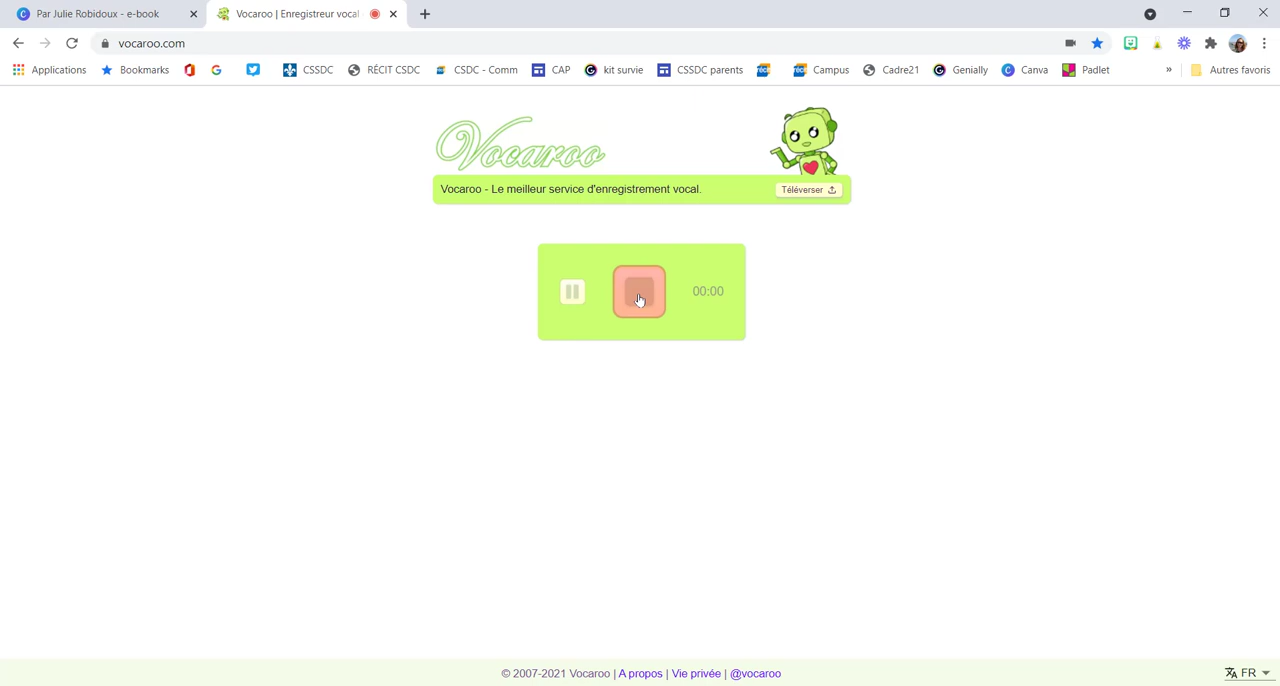 Par Julie Robidoux - e-book
Vocaroo | Enregistreur vocal
vocaroo.com
Applications Bookmarks CSSDC RÉCIT CSDC CSDC - Comm CAP kit survie CSSDC parents Campus Cadre21 Genially Canva Padlet » Autres favoris
Vocaroo
Vocaroo - Le meilleur service d'enregistrement vocal. Téléverser
00:00
© 2007-2021 Vocaroo | A propos | Vie privée | @vocaroo
FR